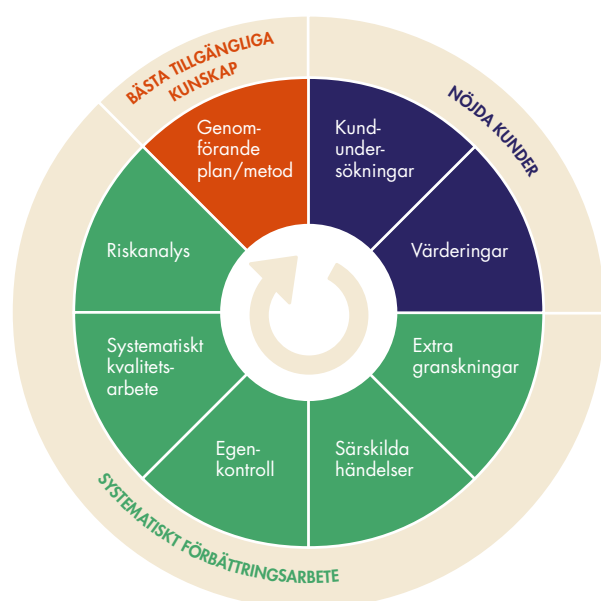 BÄSTA TILLGÄNGLIGA
KUNSKAP
NÖJDA KUNDER
Genom-
förande
plan/metod
Kund-
under-
sökningar
Riskanalys
Värderingar
Systematiskt
kvalitets-
arbete
Extra
granskningar
Egen-
kontroll
Särskilda
händelser
SYSTEMATISKT FÖRBÄTTRINGSARBETE